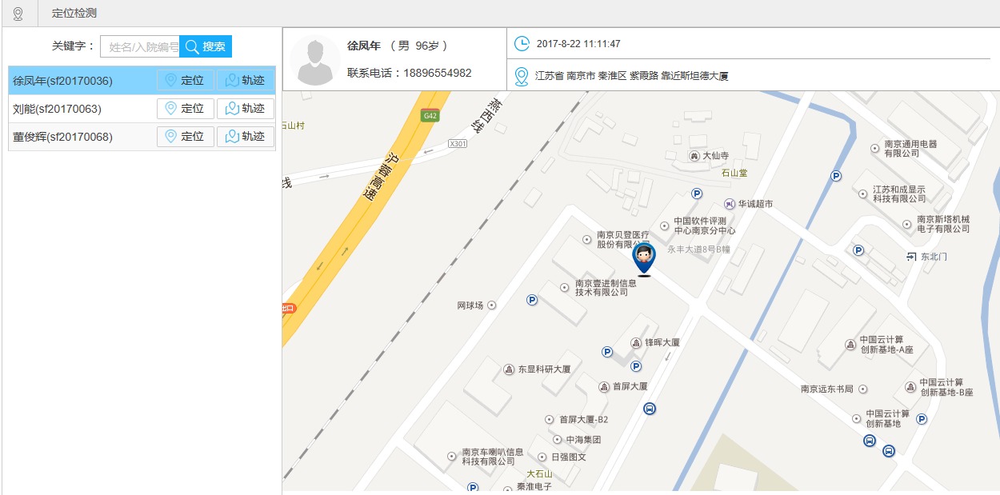 定位检测
关键字：
姓名/入院编号
搜索
徐凤年(sf20170036)
定位
轨迹
刘能(sf20170063)
定位
轨迹
董俊辉(sf20170068)
定位
轨迹
徐凤年 （ 男 96岁 ）
联系电话：18896554982
2017-8-22 11:11:47
江苏省 南京市 秦淮区 紫霞路 靠近斯坦德大厦
石山村
G42
燕西线
X301
沪蓉高速
线
出口
大仙寺
石山堂
P
华诚超市
P
南京通用电器
有限公司
江苏和成显示
科技有限公司
南京斯塔机械
电子有限公司
中国软件评测
中心南京分中心
南京贝登医疗
股份有限公司
永丰大道8号B幢
P
东北门
南京壹进制信息
技术有限公司
网球场
P
锋晖大厦
P
P
中国云计算
创新基地-A座
东显科研大厦
首屏大厦
南京远东书局
中国云计算
创新基地-B座
首屏大厦-B2
中国云计算
创新基地
P
中海集团
南京车喇叭信息
科技有限公司
日强图文
大石山
P
秦淮电子